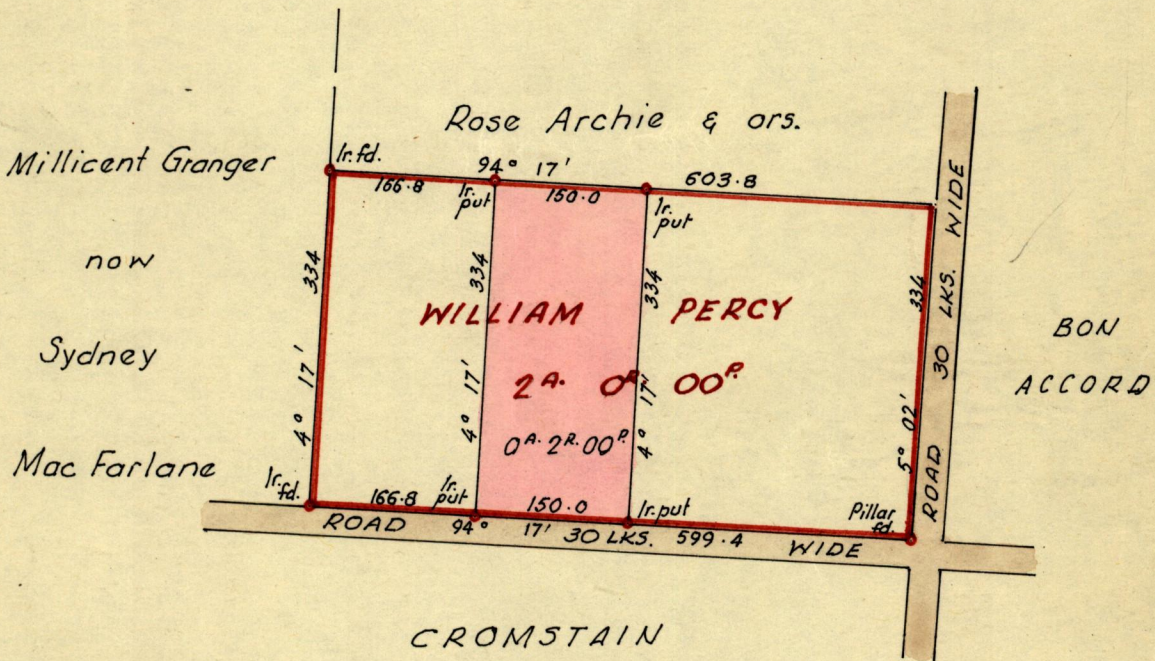 Rose Archie & ors.
Millicent Granger
now
Sydney
Mac Farlane
Ir. fd.
94° 17'
166.8
Ir. put
150.0
Ir. put
603.8
334
334
334
334
4° 17'
4° 17'
4° 17'
5° 02'
WILLIAM PERCY
2A. 0R. 00P.
0A. 2R. 00P.
ROAD 30 LKS. WIDE
BON
ACCORD
Ir. fd.
166.8
Ir. put
150.0
Ir. put
Pillar fd.
94° 17'
599.4
ROAD 30 LKS. WIDE
CROMSTAIN